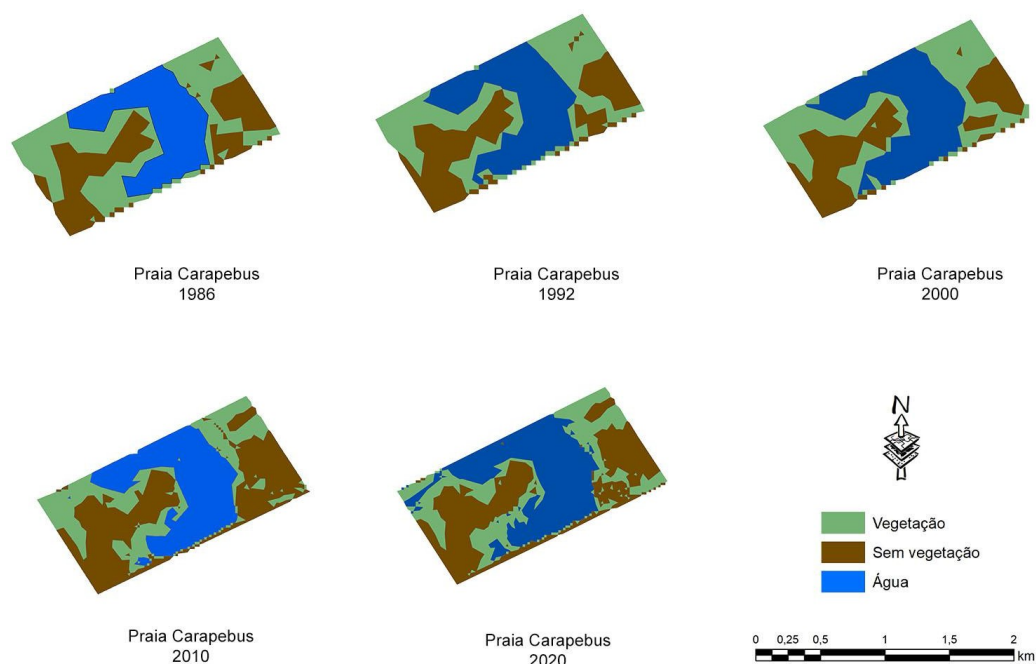 Praia Carapebus
1986
Praia Carapebus
1992
Praia Carapebus
2000
Praia Carapebus
2010
Praia Carapebus
2020
N
Vegetação
Sem vegetação
Água
0 0,25 0,5 1 1,5 2
km